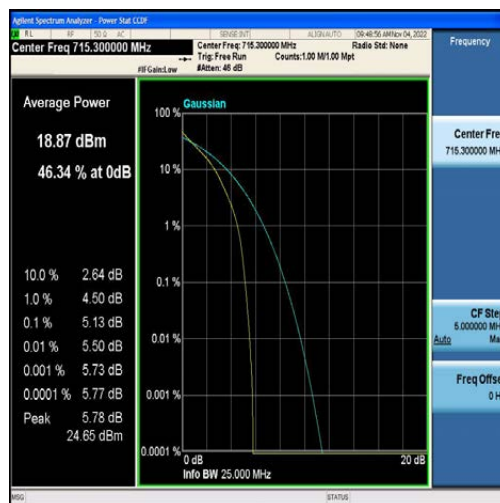 Agilent Spectrum Analyzer - Power Stat CCDF
RL RF 50 Ω AC SENSE:INT ALIGN AUTO 09:48:56 AM Nov 04, 2022
Center Freq 715.300000 MHz
Center Freq: 715.300000 MHz Radio Std: None
Trig: Free Run Counts:1.00 M/1.00 Mpt
#IFGain:Low #Atten: 46 dB
Frequency
Average Power
18.87 dBm
46.34 % at 0dB
10.0 % 2.64 dB
1.0 % 4.50 dB
0.1 % 5.13 dB
0.01 % 5.50 dB
0.001 % 5.73 dB
0.0001 % 5.77 dB
Peak 5.78 dB
24.65 dBm
Gaussian
100 %
10 %
1 %
0.1 %
0.01 %
0.001 %
0.0001 %
0 dB 20 dB
Info BW 25.000 MHz
Center Fre
715.300000 MH
CF Ste
5.000000 MH
Auto Ma
Freq Offse
0 H
MSG STATUS